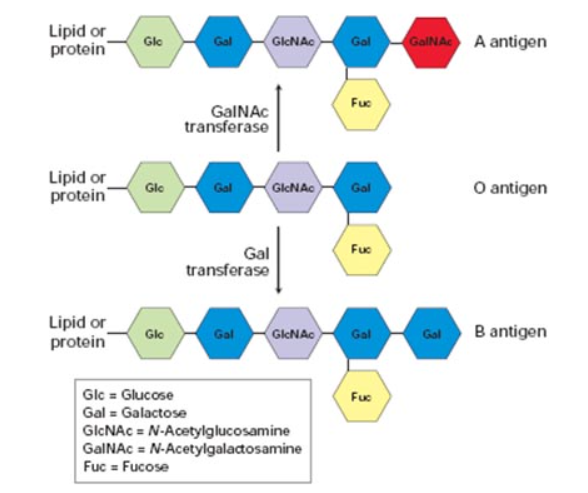 Lipid or
protein
Glc
Gal
GlcNAc
Gal
GalNAc
A antigen
Fuc
GalNAc
transferase
Lipid or
protein
Glc
Gal
GlcNAc
Gal
O antigen
Fuc
Gal
transferase
Lipid or
protein
Glc
Gal
GlcNAc
Gal
Gal
B antigen
Fuc
Glc = Glucose
Gal = Galactose
GlcNAc = N-Acetylglucosamine
GalNAc = N-Acetylgalactosamine
Fuc = Fucose